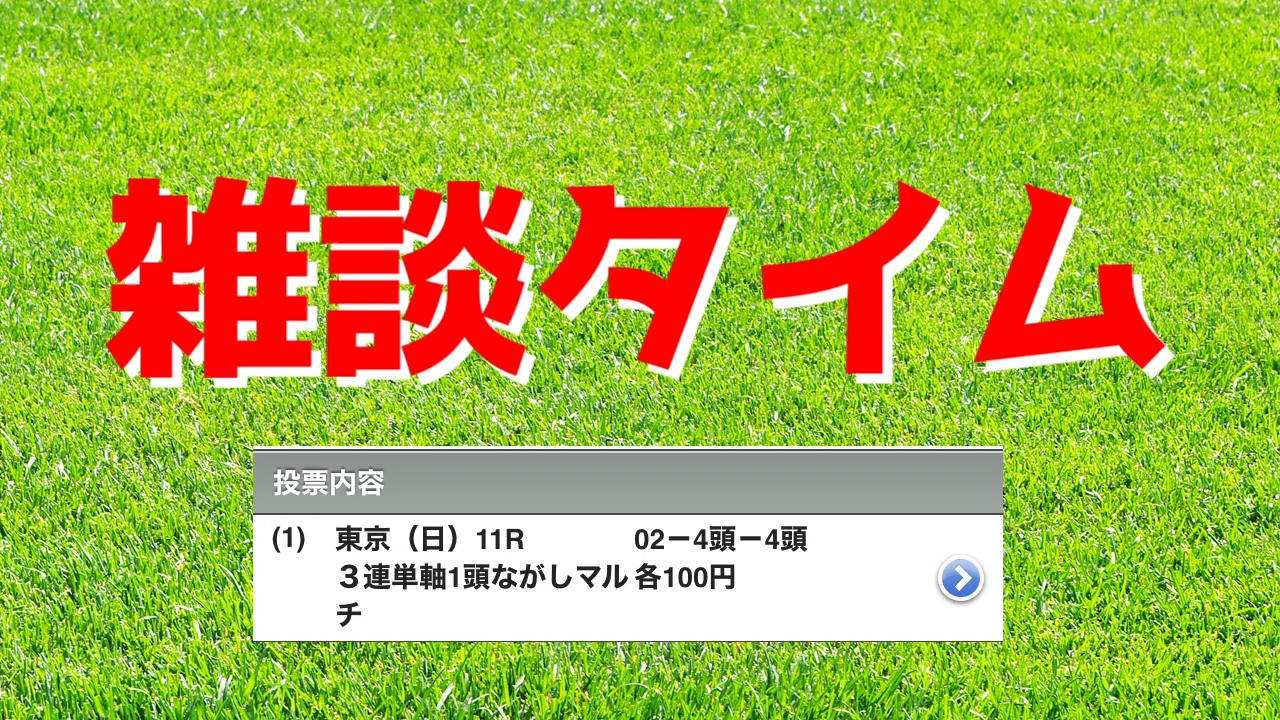 雑談タイム
投票内容
(1) 東京（日）11R 02ー4頭ー4頭
３連単軸1頭ながしマル 各100円
チ